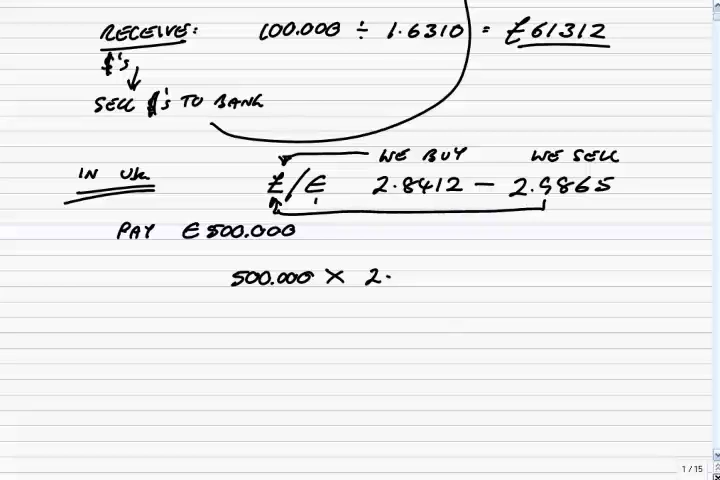 RECEIVE: 100.000 ÷ 1.6310 = £61312
$'s
SELL $'s TO BANK
WE BUY WE SELL
IN UK £/€ 2.8412 — 2.9865
PAY €500.000
500.000 × 2.
1 / 15